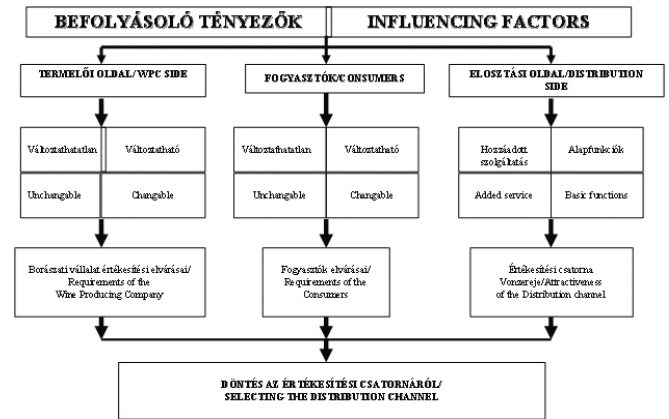 BEFOLYÁSOLÓ TÉNYEZŐK
INFLUENCING FACTORS
TERMELŐI OLDAL/WPC SIDE
FOGYASZTÓK/CONSUMERS
ELOSZTÁSI OLDAL/DISTRIBUTION
SIDE
Változtathatatlan
Változtatható
Unchangable
Changable
Változtathatatlan
Változtatható
Unchangable
Changable
Hozzáadott
szolgáltatás
Alapfunkciók
Added service
Basic functions
Borászati vállalat értékesítési elvárásai/
Requirements of the
Wine Producing Company
Fogyasztók elvárásai/
Requirements of the
Consumers
Értékesítési csatorna
Vonzereje/Attractiveness
of the Distribution channel
DÖNTÉS AZ ÉRTÉKESÍTÉSI CSATORNÁRÓL/
SELECTING THE DISTRIBUTION CHANNEL